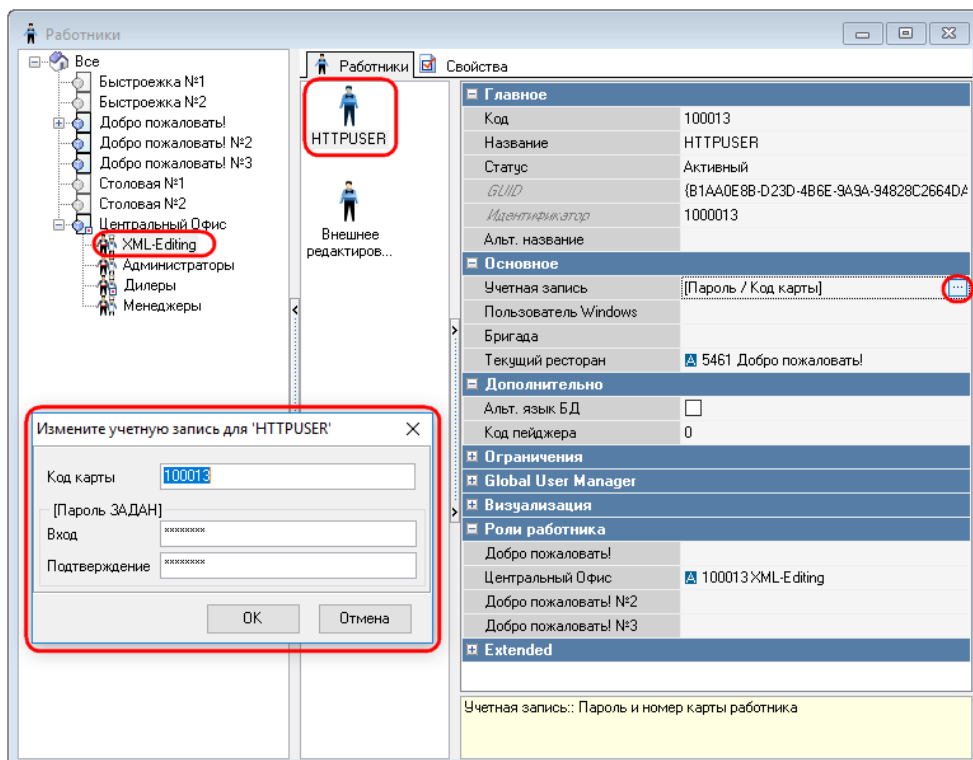 Работники
Все
Быстроежка №1
Быстроежка №2
Добро пожаловать!
Добро пожаловать! №2
Добро пожаловать! №3
Столовая №1
Столовая №2
Центральный Офис
XML-Editing
Администраторы
Дилеры
Менеджеры
Работники
Свойства
HTTPUSER
Внешнее
редактиров...
Главное
Код 100013
Название HTTPUSER
Статус Активный
GUID {B1AA0E8B-D23D-4B6E-9A9A-94828C2664DA
Идентификатор 1000013
Альт. название
Основное
Учетная запись [Пароль / Код карты] ...
Пользователь Windows
Бригада
Текущий ресторан A 5461 Добро пожаловать!
Дополнительно
Альт. язык БД
Код пейджера 0
Ограничения
Global User Manager
Визуализация
Роли работника
Добро пожаловать!
Центральный Офис A 100013 XML-Editing
Добро пожаловать! №2
Добро пожаловать! №3
Extended
Учетная запись:: Пароль и номер карты работника
Измените учетную запись для 'HTTPUSER'
Код карты 100013
[Пароль ЗАДАН]
Вход ××××××××
Подтверждение ××××××××
OK Отмена